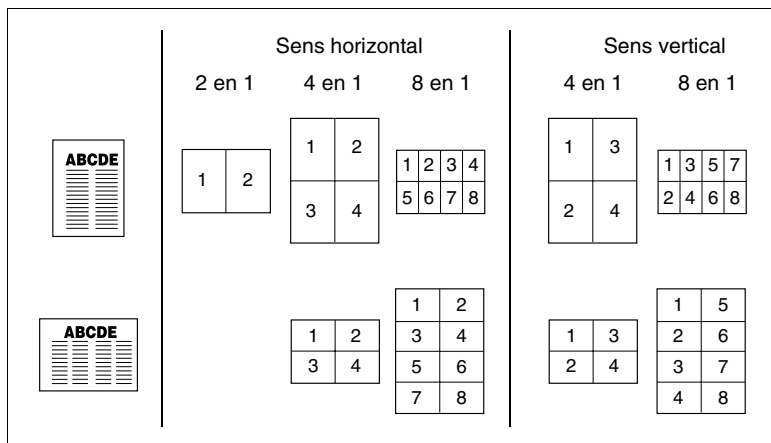 Sens horizontal
Sens vertical
2 en 1
4 en 1
8 en 1
4 en 1
8 en 1
ABCDE
1 2
1 2
3 4
1 2 3 4
5 6 7 8
1 3
2 4
1 3 5 7
2 4 6 8
ABCDE
1 2
3 4
1 2
3 4
5 6
7 8
1 3
2 4
1 5
2 6
3 7
4 8